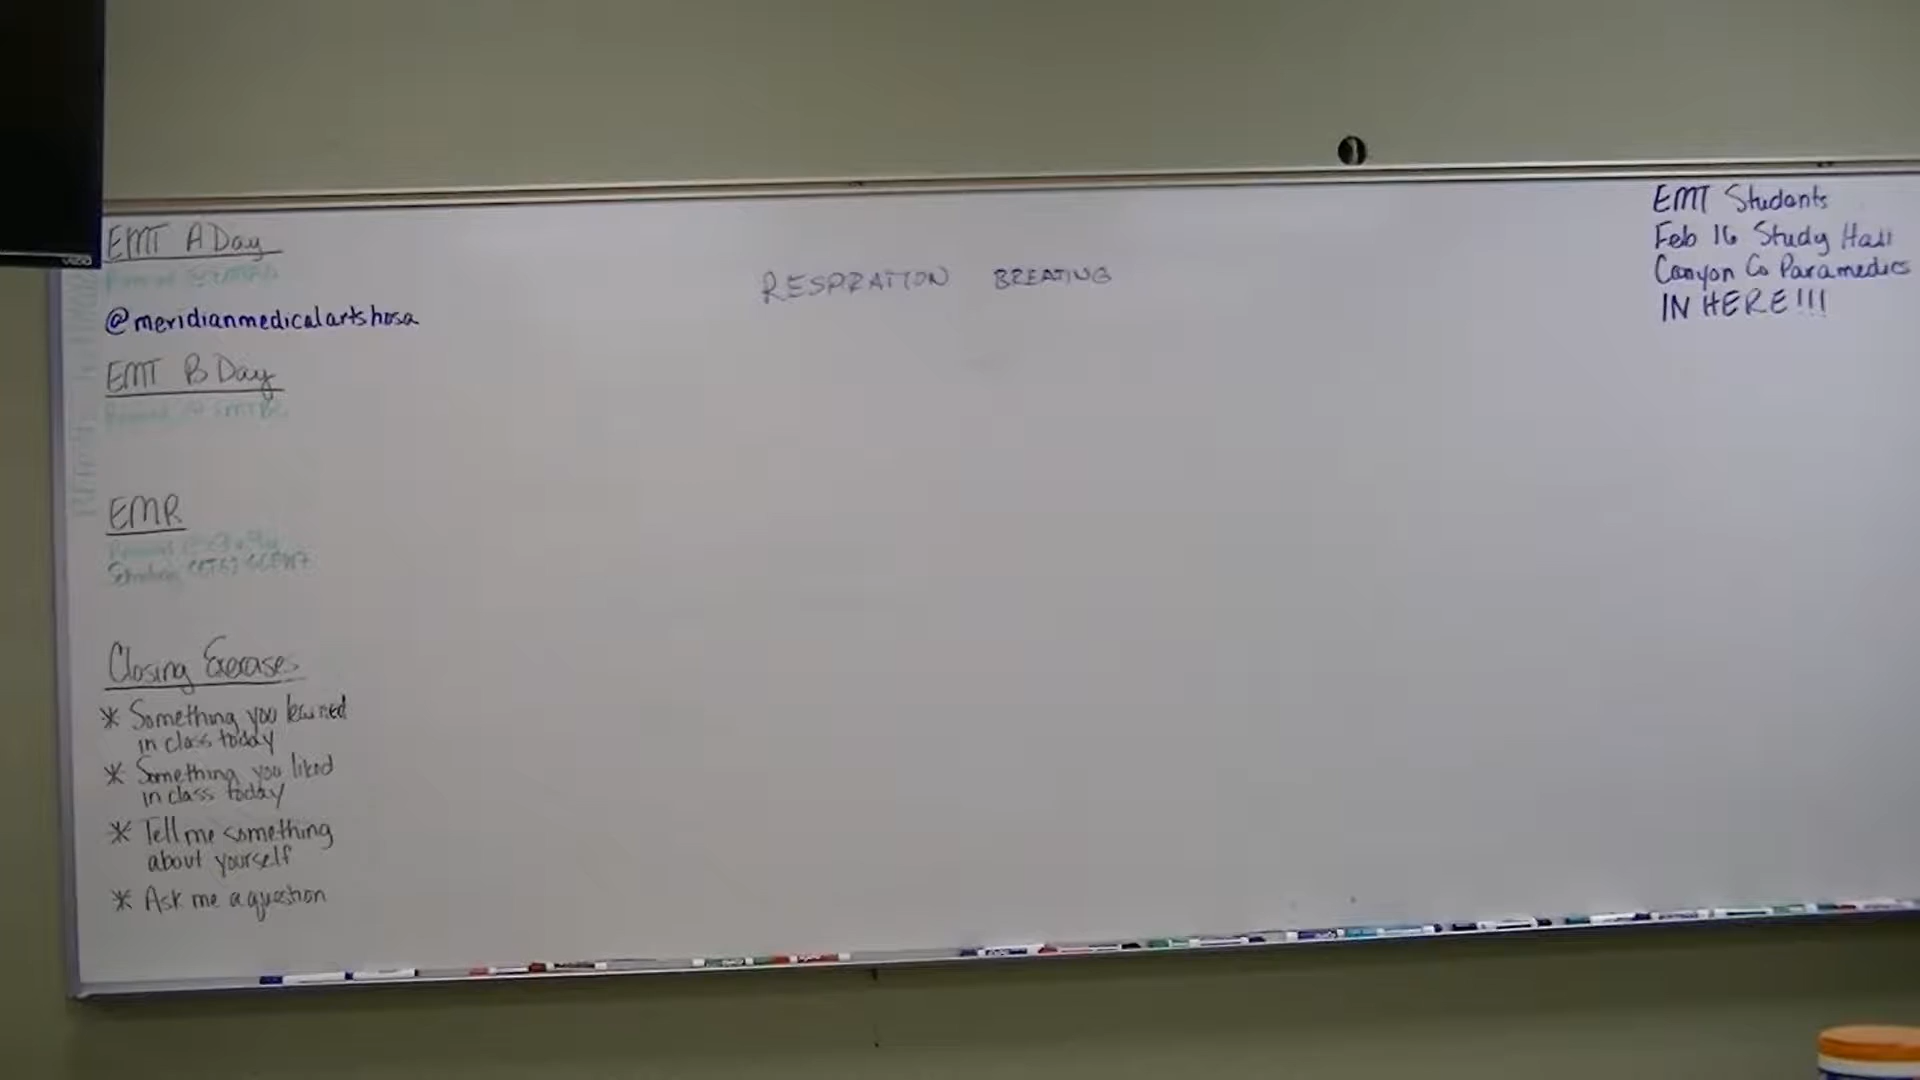 EMT A Day
@meridianmedicalartshosa
EMT B Day
EMR
Closing Exercises
* Something you learned
in class today
* Something you liked
in class today
* Tell me something
about yourself
* Ask me a question
RESPIRATION BREATING
EMT Students
Feb 16 Study Hall
Canyon Co Paramedics
IN HERE!!!
VIZIO